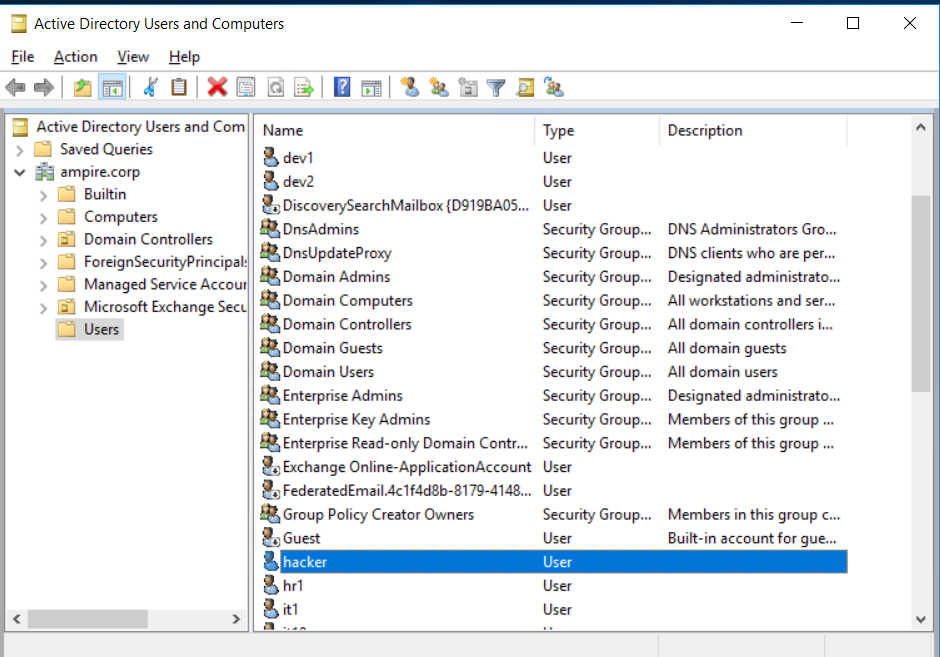 Active Directory Users and Computers
File Action View Help
Active Directory Users and Com
Saved Queries
ampire.corp
Builtin
Computers
Domain Controllers
ForeignSecurityPrincipals
Managed Service Accour
Microsoft Exchange Secu
Users
Name Type Description
dev1 User
dev2 User
DiscoverySearchMailbox {D919BA05... User
DnsAdmins Security Group... DNS Administrators Gro...
DnsUpdateProxy Security Group... DNS clients who are per...
Domain Admins Security Group... Designated administrato...
Domain Computers Security Group... All workstations and ser...
Domain Controllers Security Group... All domain controllers i...
Domain Guests Security Group... All domain guests
Domain Users Security Group... All domain users
Enterprise Admins Security Group... Designated administrato...
Enterprise Key Admins Security Group... Members of this group ...
Enterprise Read-only Domain Contr... Security Group... Members of this group ...
Exchange Online-ApplicationAccount User
FederatedEmail.4c1f4d8b-8179-4148... User
Group Policy Creator Owners Security Group... Members in this group c...
Guest User Built-in account for gue...
hacker User
hr1 User
it1 User